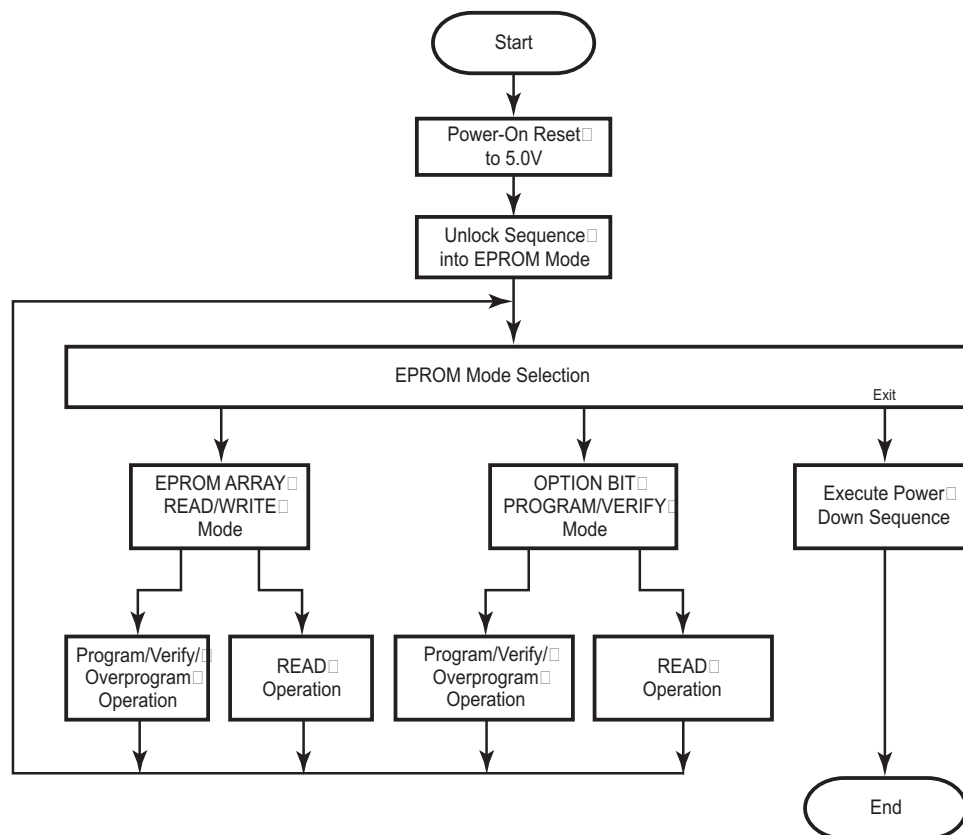 Start
Power-On Reset
to 5.0V
Unlock Sequence
into EPROM Mode
EPROM Mode Selection
Exit
EPROM ARRAY
READ/WRITE
Mode
OPTION BIT
PROGRAM/VERIFY
Mode
Execute Power
Down Sequence
Program/Verify/
Overprogram
Operation
READ
Operation
Program/Verify/
Overprogram
Operation
READ
Operation
End